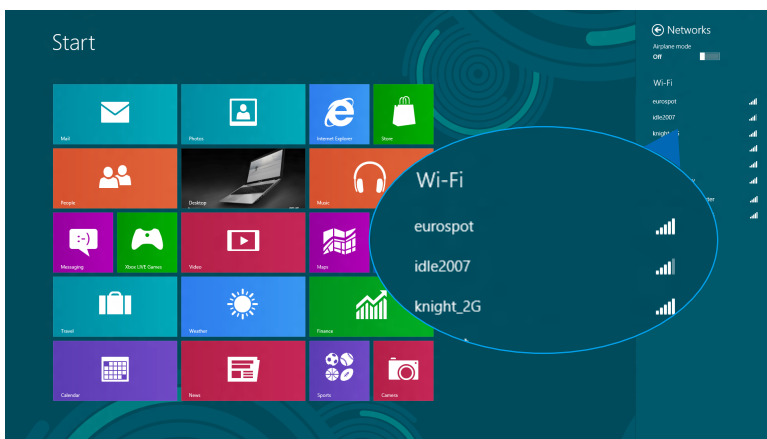 Start
Networks
Airplane mode
Off
Wi-Fi
eurospot
idle2007
Mail
Photos
Internet Explorer
Store
People
Desktop
Music
Messaging
Xbox LIVE Games
Video
Maps
Travel
Weather
Finance
Calendar
News
Sports
Camera
Wi-Fi
eurospot
idle2007
knight_2G